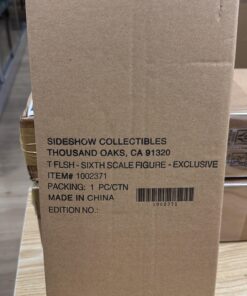 SIDESHOW COLLECTIBLES
THOUSAND OAKS, CA 91320
T FLSH - SIXTH SCALE FIGURE - EXCLUSIVE
ITEM# 1002371
PACKING: 1 PC/CTN
MADE IN CHINA
EDITION NO.:
1002371